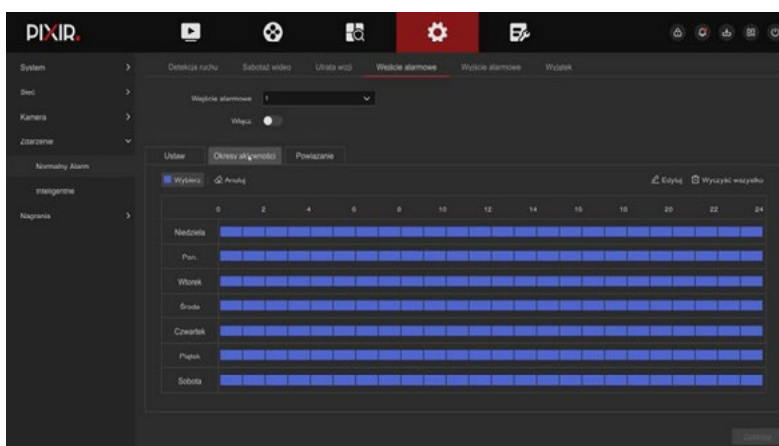 PIXIR.
System
Sieć
Kamera
Zdarzenie
Normalny Alarm
Inteligentne
Nagrania
Detekcja ruchu Sabotaż wideo Utrata wizji Wejście alarmowe Wyjście alarmowe Wyjątek
Wejście alarmowe 1
Włącz
Ustaw Okresy aktywności Powiązanie
Wybierz Anuluj Edytuj Wyczyść wszystko
0 2 4 6 8 10 12 14 16 18 20 22 24
Niedziela
Pon.
Wtorek
Środa
Czwartek
Piątek
Sobota